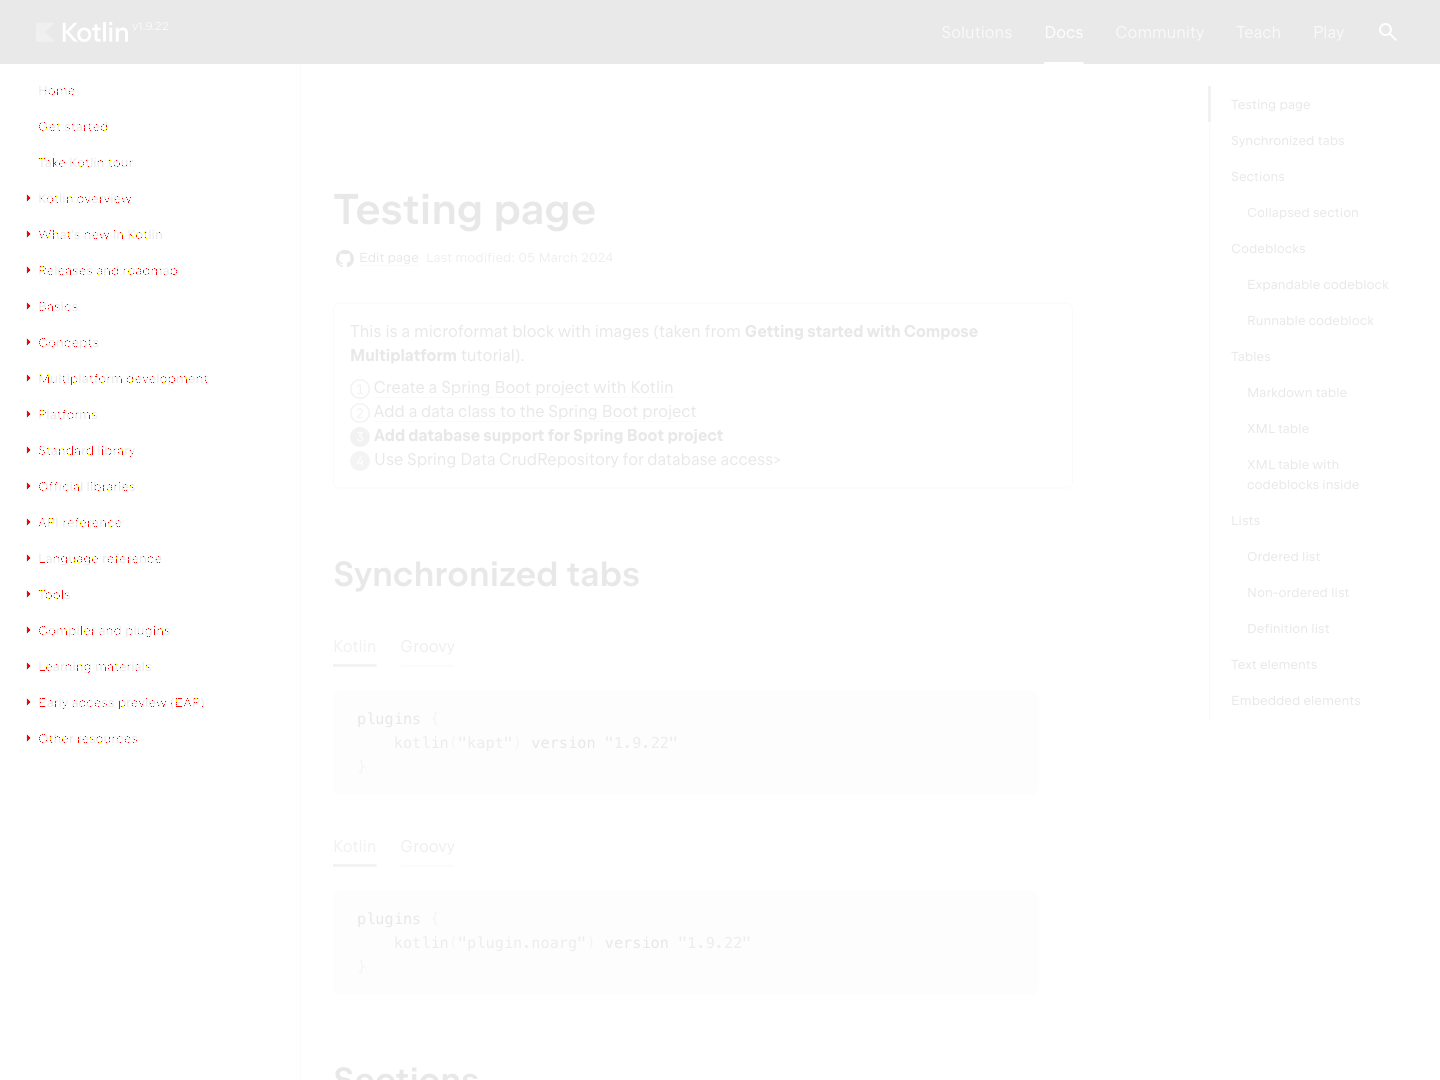 Kotlin v1.9.22
Solutions
Docs
Community
Teach
Play
Home
Get started
Take Kotlin tour
Kotlin overview
What's new in Kotlin
Releases and roadmap
Basics
Concepts
Multiplatform development
Platforms
Standard library
Official libraries
API reference
Language reference
Tools
Compiler and plugins
Learning materials
Early access preview (EAP)
Other resources
Testing page
Edit page Last modified: 05 March 2024
This is a microformat block with images (taken from Getting started with Compose
Multiplatform tutorial).
1 Create a Spring Boot project with Kotlin
2 Add a data class to the Spring Boot project
3 Add database support for Spring Boot project
4 Use Spring Data CrudRepository for database access>
Synchronized tabs
Kotlin Groovy
plugins {
    kotlin("kapt") version "1.9.22"
}
Kotlin Groovy
plugins {
    kotlin("plugin.noarg") version "1.9.22"
}
Sections
Testing page
Synchronized tabs
Sections
Collapsed section
Codeblocks
Expandable codeblock
Runnable codeblock
Tables
Markdown table
XML table
XML table with
codeblocks inside
Lists
Ordered list
Non-ordered list
Definition list
Text elements
Embedded elements